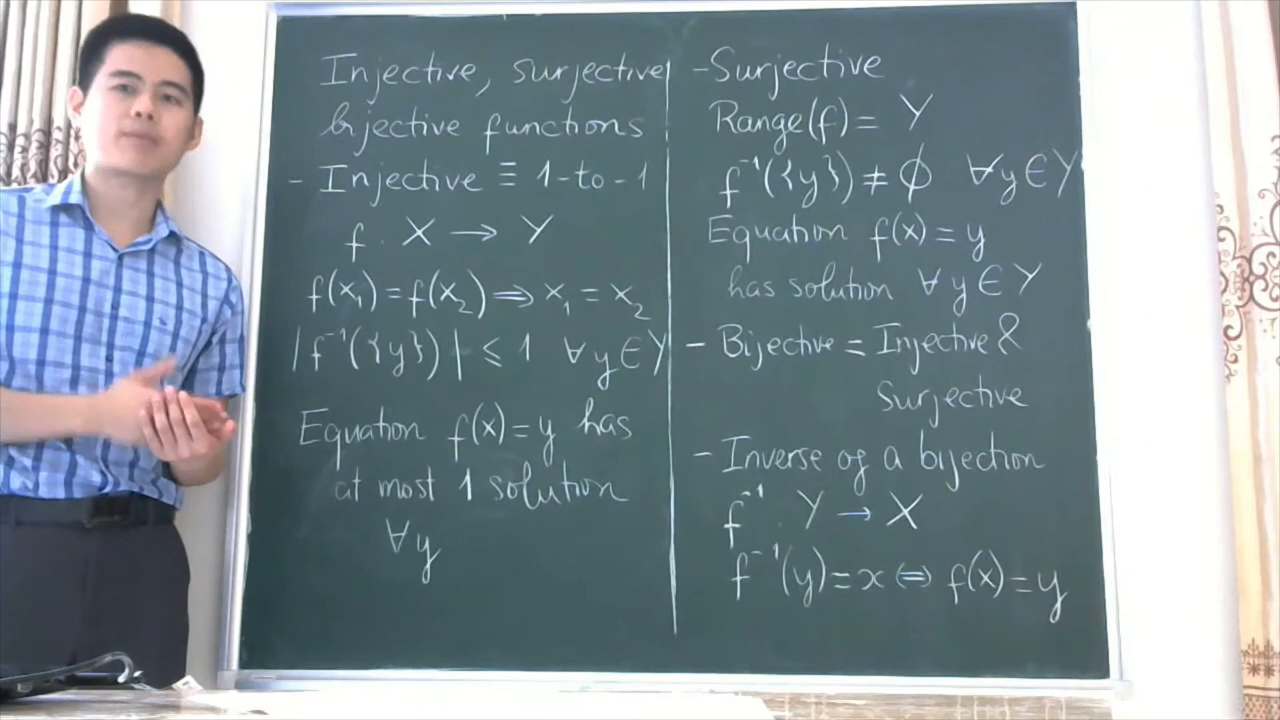 Injective, surjective
bijective functions
- Injective ≡ 1-to-1
f: X → Y
f(x₁) = f(x₂) ⇒ x₁ = x₂
|f⁻¹({y})| ≤ 1 ∀y∈Y
Equation f(x) = y has
at most 1 solution
∀y
- Surjective
Range(f) = Y
f⁻¹({y}) ≠ ∅ ∀y∈Y
Equation f(x) = y
has solution ∀y∈Y
- Bijective = Injective &
Surjective
- Inverse of a bijection
f⁻¹: Y → X
f⁻¹(y) = x ⇔ f(x) = y